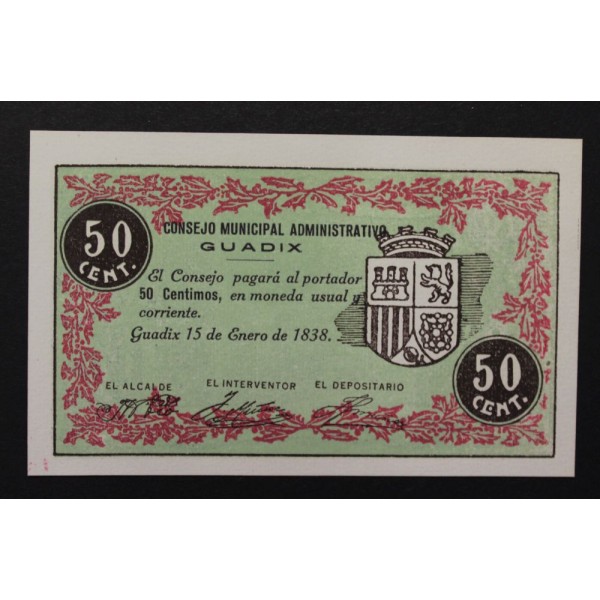 CONSEJO MUNICIPAL ADMINISTRATIVO
GUADIX
50
CENT.
El Consejo pagará al portador
50 Centimos, en moneda usual y
corriente.
Guadix 15 de Enero de 1838.
EL ALCALDE EL INTERVENTOR EL DEPOSITARIO
50
CENT.